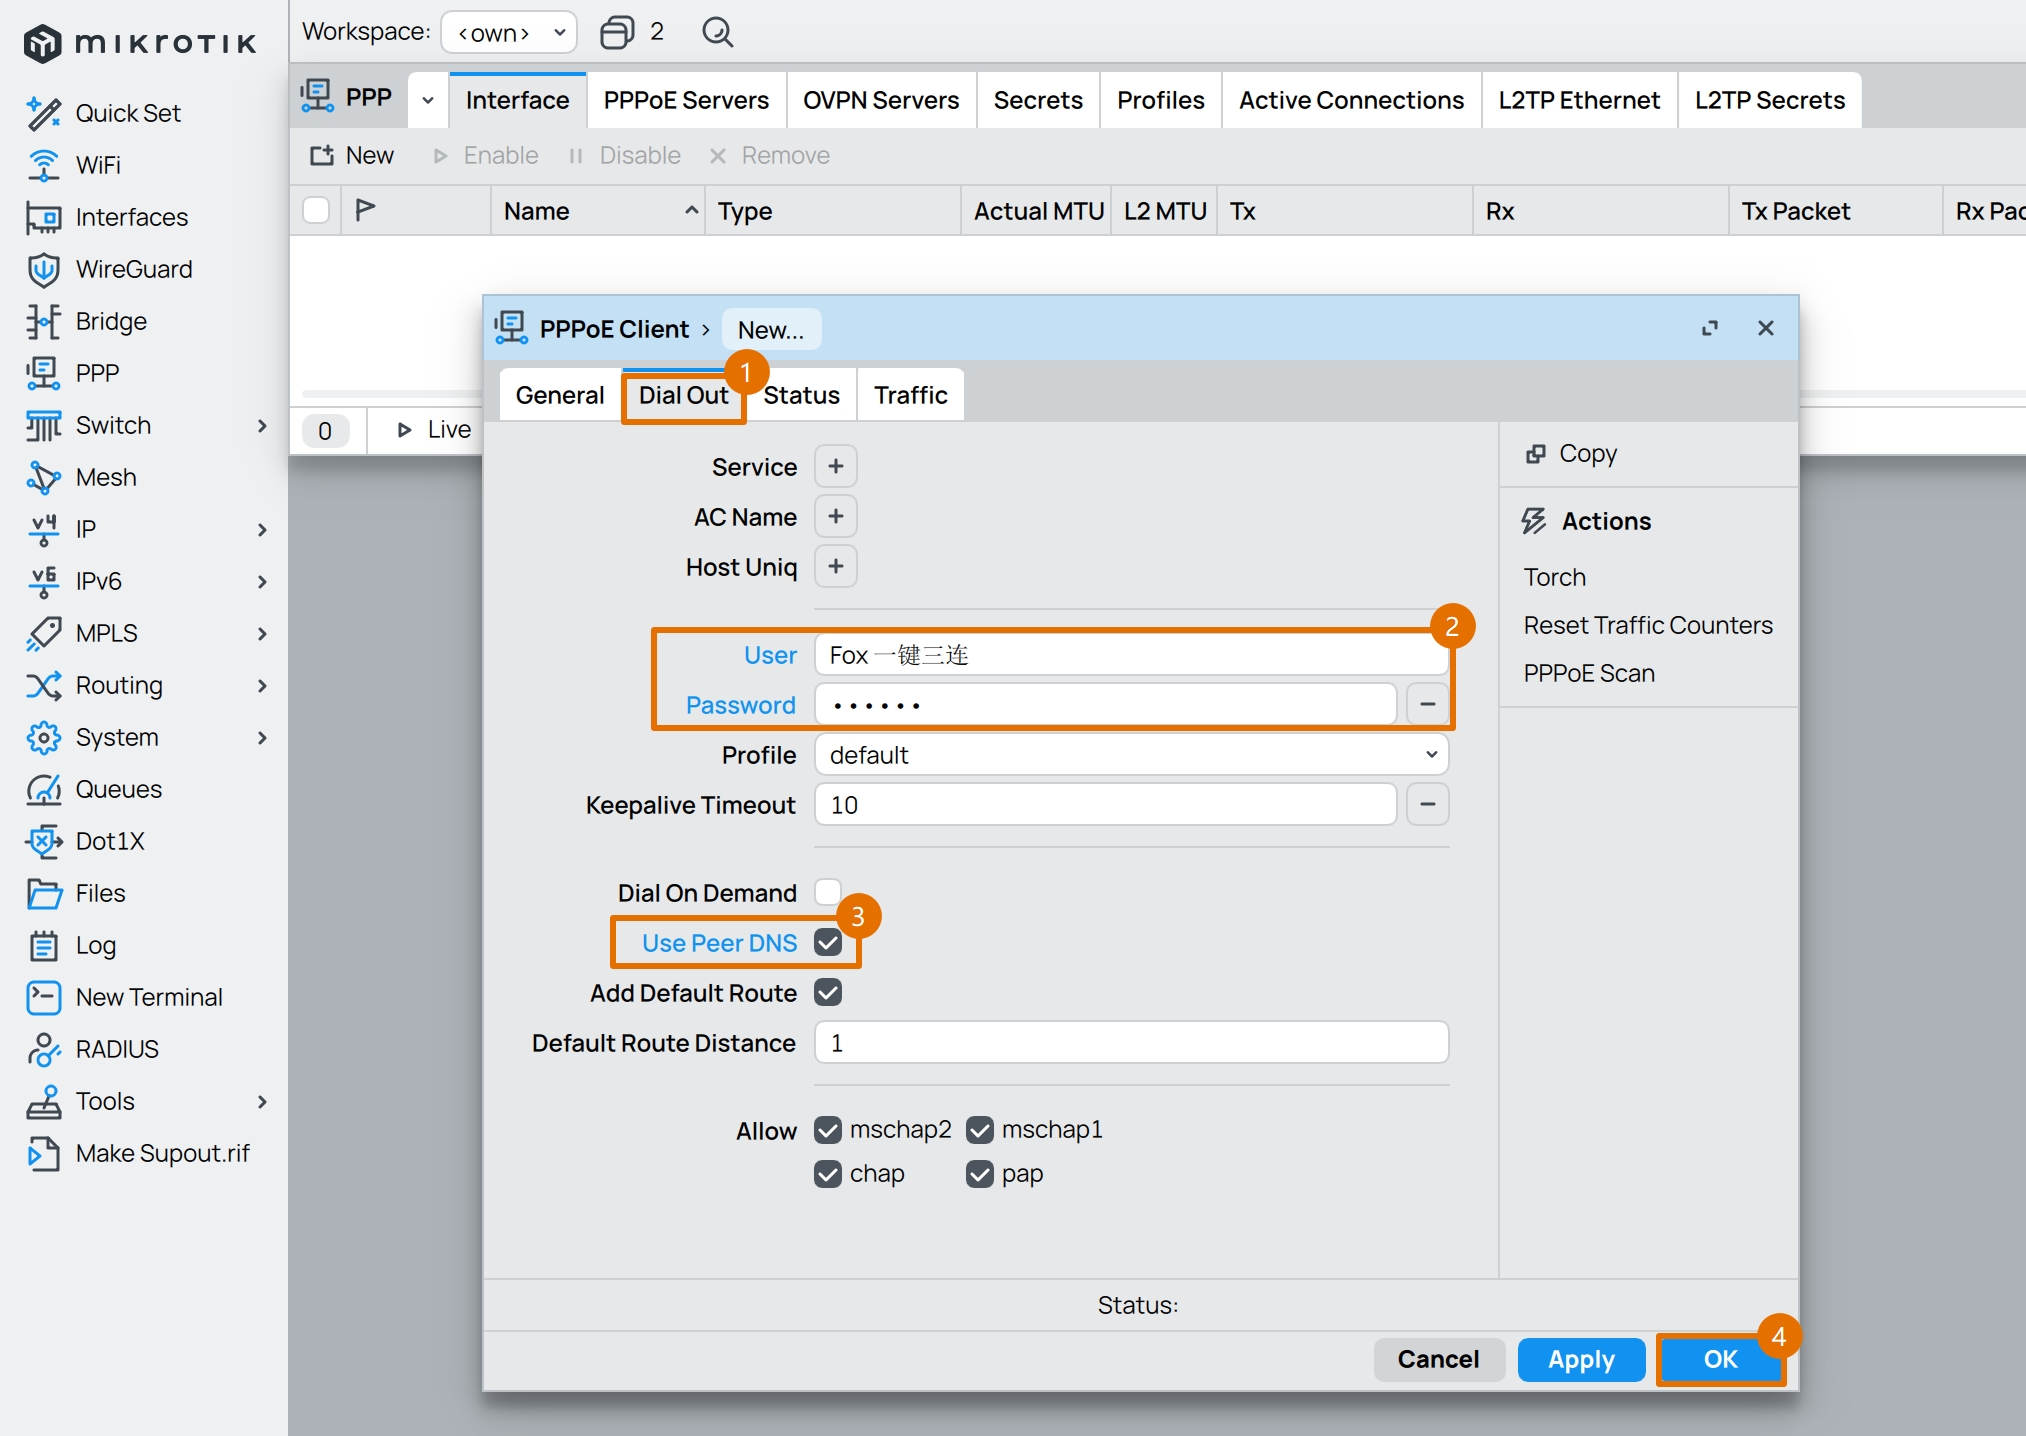 mikrotik
Workspace: <own> 2
Quick Set
WiFi
Interfaces
WireGuard
Bridge
PPP
Switch
Mesh
IP
IPv6
MPLS
Routing
System
Queues
Dot1X
Files
Log
New Terminal
RADIUS
Tools
Make Supout.rif
PPP Interface PPPoE Servers OVPN Servers Secrets Profiles Active Connections L2TP Ethernet L2TP Secrets
New Enable Disable Remove
Name Type Actual MTU L2 MTU Tx Rx Tx Packet Rx Pac
0 Live
PPPoE Client > New...
General Dial Out 1 Status Traffic
Service
AC Name
Host Uniq
2
User Fox 一键三连
Password ••••••
Profile default
Keepalive Timeout 10
Dial On Demand
3
Use Peer DNS
Add Default Route
Default Route Distance 1
Allow mschap2 mschap1
chap pap
Copy
Actions
Torch
Reset Traffic Counters
PPPoE Scan
Status:
4
Cancel Apply OK
v4
v6